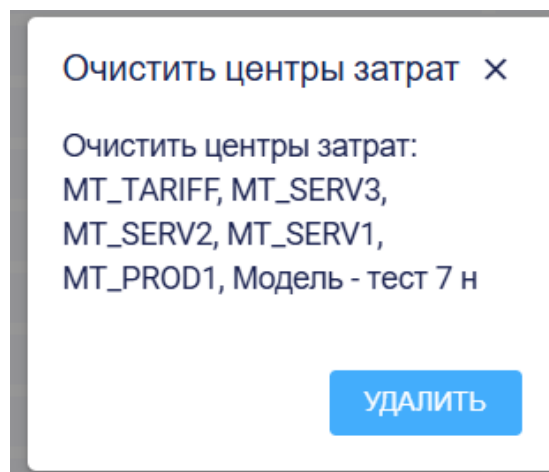 Очистить центры затрат ×
Очистить центры затрат:
MT_TARIFF, MT_SERV3,
MT_SERV2, MT_SERV1,
MT_PROD1, Модель - тест 7 н
УДАЛИТЬ